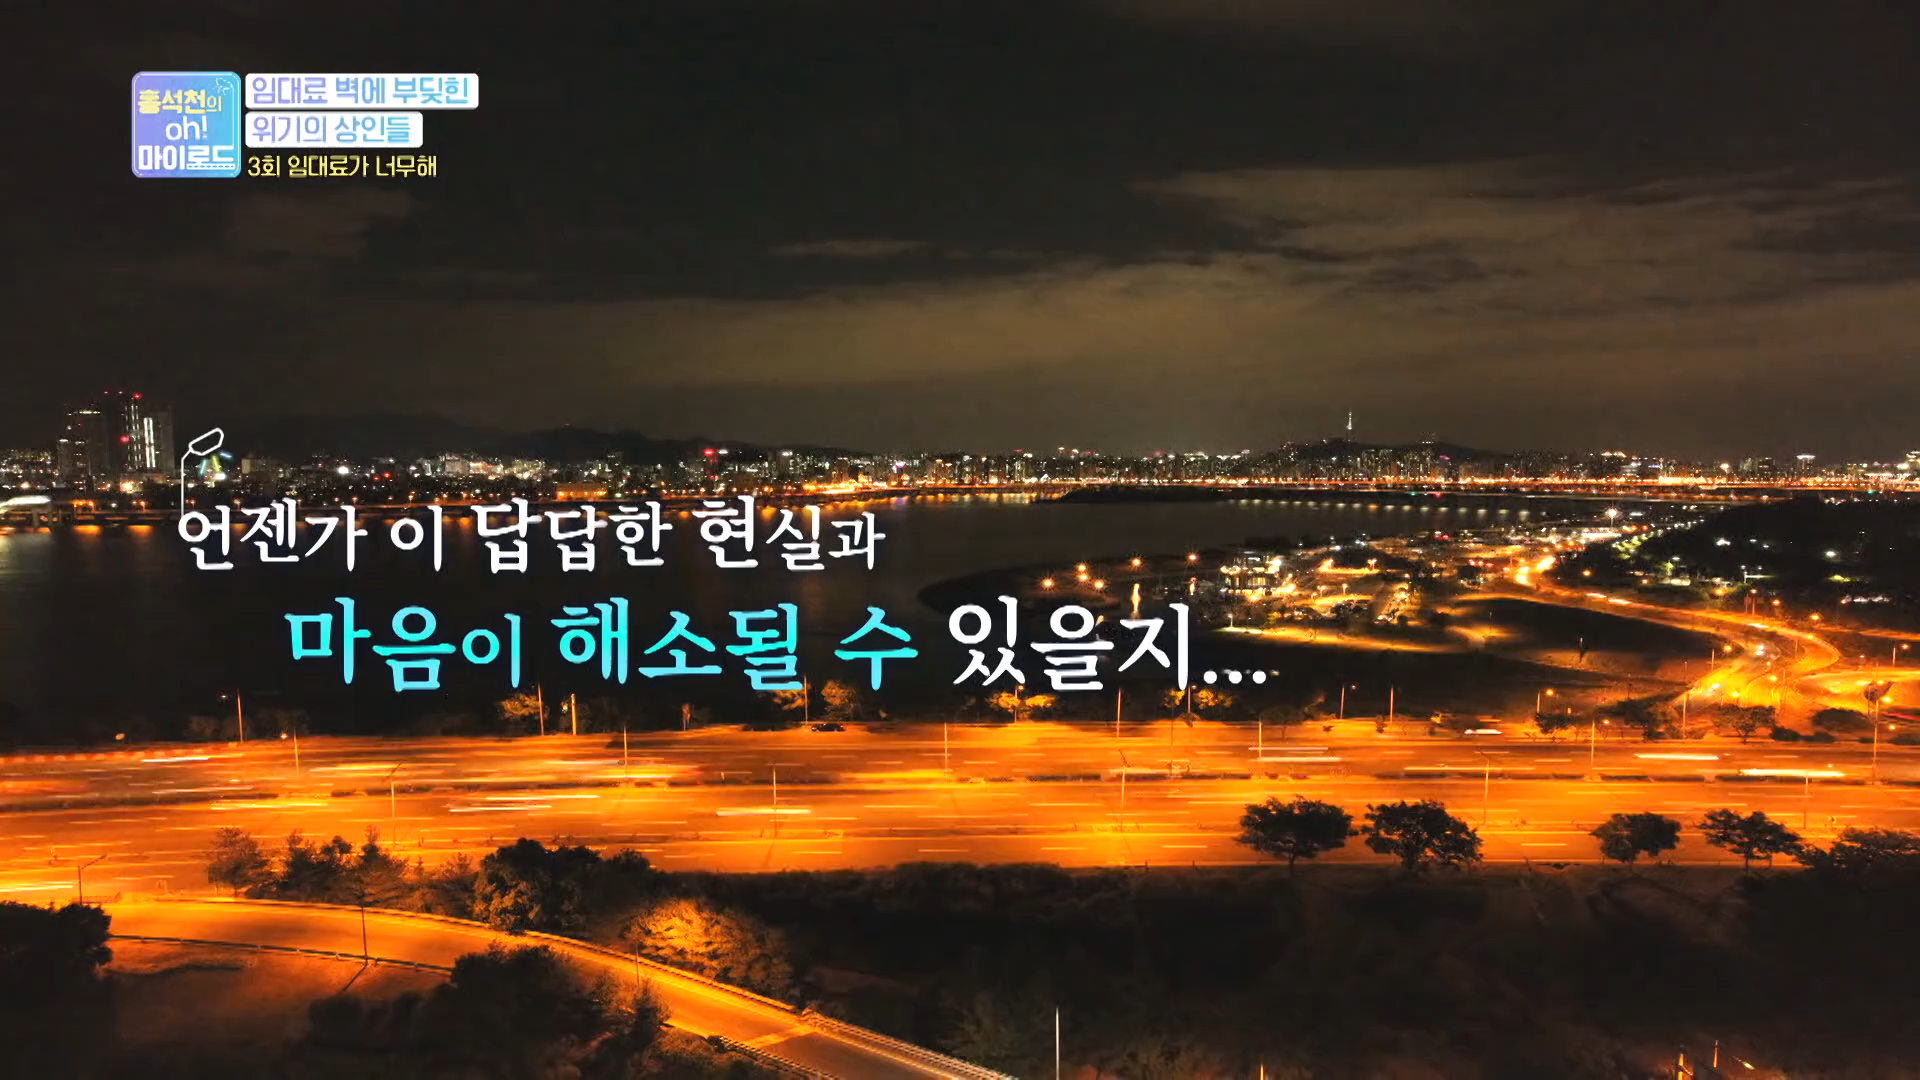 홍석천의
oh!
마이로드
임대료 벽에 부딪힌
위기의 상인들
3회 임대료가 너무해
언젠가 이 답답한 현실과
마음이 해소될 수 있을지...